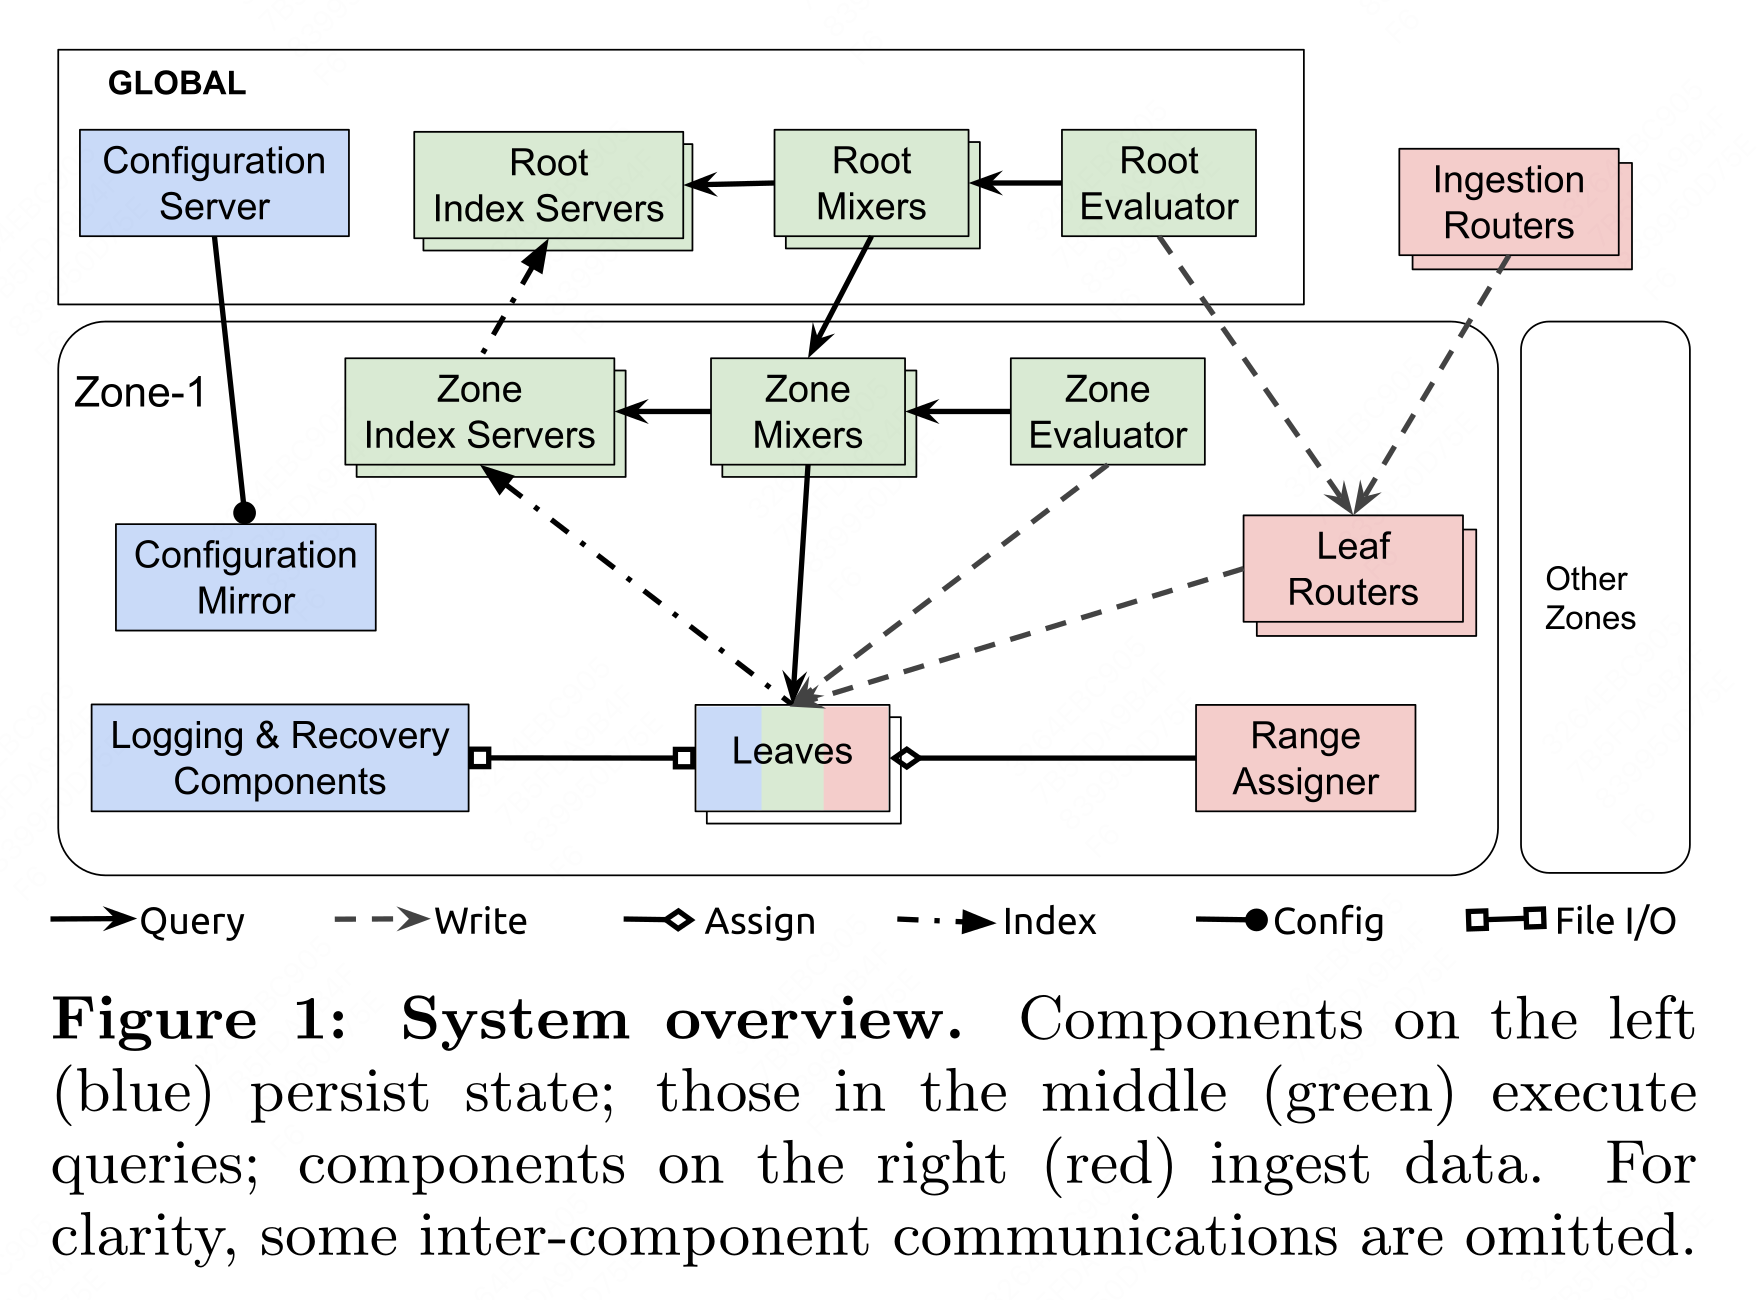 GLOBAL
Configuration
Server
Root
Index Servers
Root
Mixers
Root
Evaluator
Ingestion
Routers
Zone-1
Zone
Index Servers
Zone
Mixers
Zone
Evaluator
Configuration
Mirror
Leaf
Routers
Other
Zones
Logging & Recovery
Components
Leaves
Range
Assigner
Query
Write
Assign
Index
Config
File I/O
Figure 1: System overview. Components on the left
(blue) persist state; those in the middle (green) execute
queries; components on the right (red) ingest data. For
clarity, some inter-component communications are omitted.